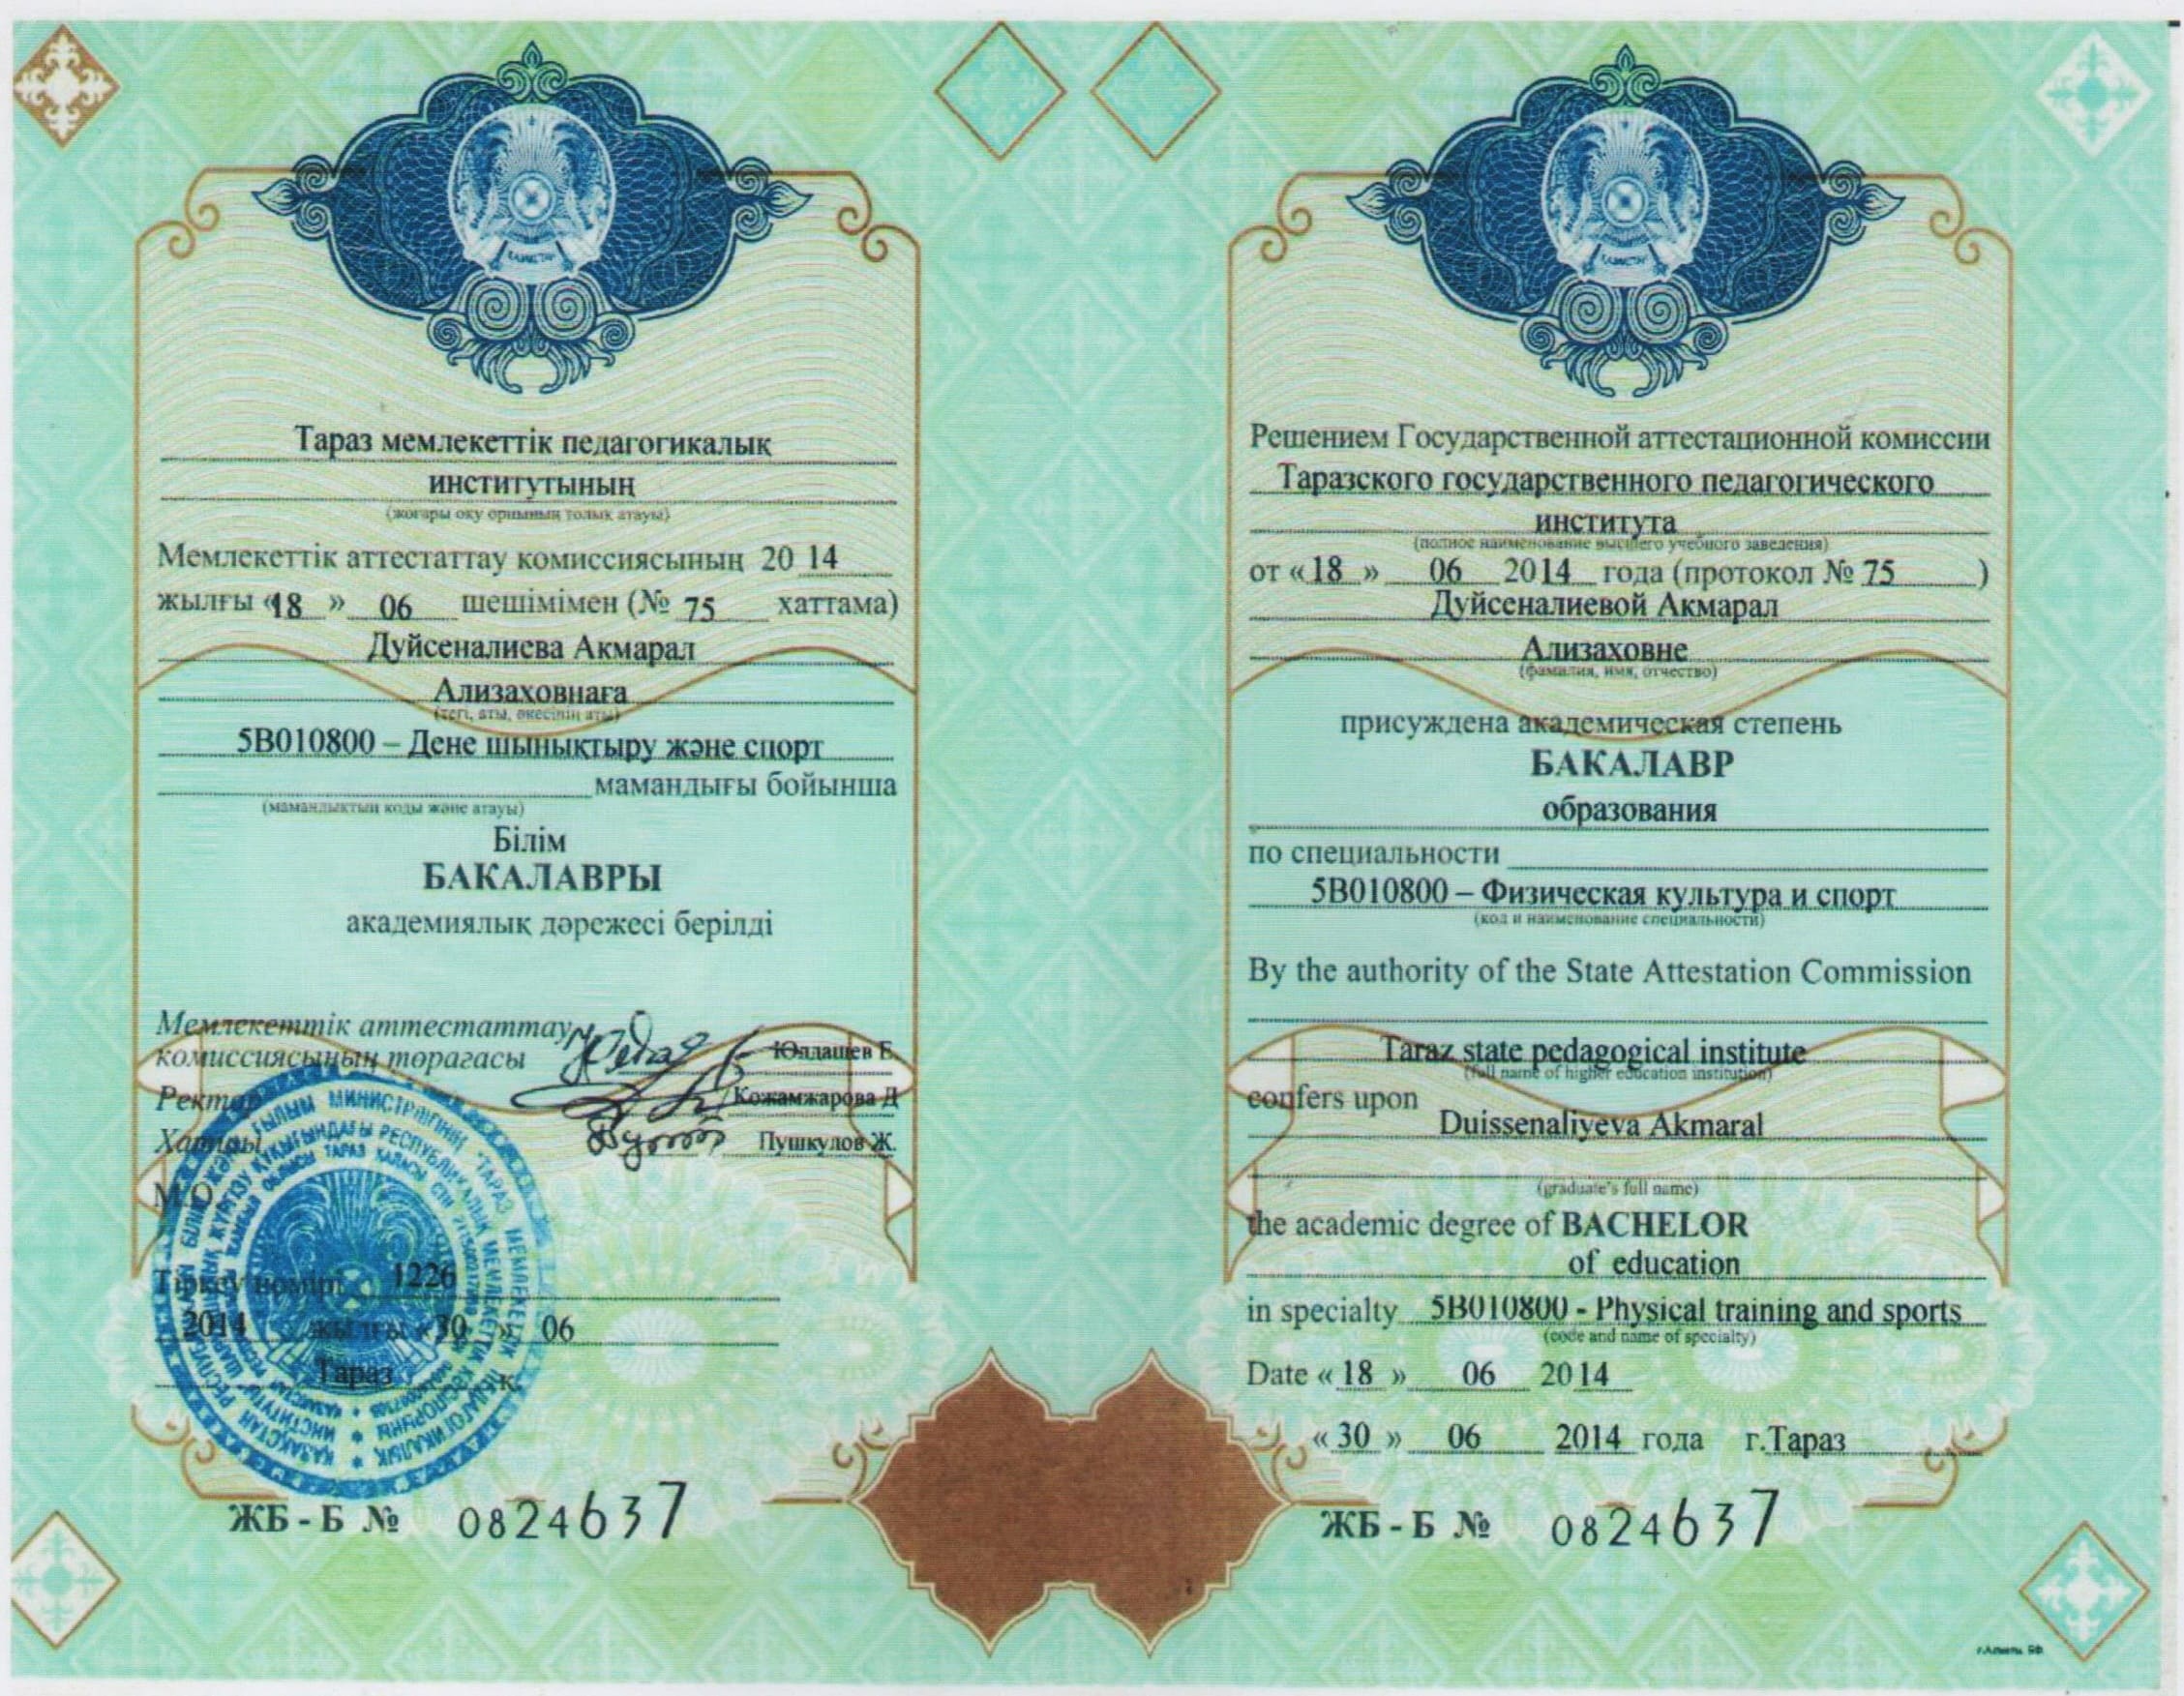 Тараз мемлекеттік педагогикалық
институтының
(жоғары оқу орнының толық атауы)
Мемлекеттік аттестаттау комиссиясының 20 14
жылғы «18 » 06 шешімімен (№ 75 хаттама)
Дуйсеналиева Акмарал
Ализаховнаға
(тегі, аты, әкесінің аты)
5В010800 – Дене шынықтыру және спорт
мамандығы бойынша
(мамандықтың коды және атауы)
Білім
БАКАЛАВРЫ
академиялық дәрежесі берілді
Мемлекеттік аттестаттау
комиссиясының төрағасы Юлдашев Е.
Ректор Кожамжарова Д
Хатшы Пушкулов Ж.
М.О.
Тіркеу нөмірі 1226
2014 жылғы «30 » 06
Тараз қ.
ЖБ - Б № 0824637
КАЗАКСТАН
Решением Государственной аттестационной комиссии
Таразского государственного педагогического
института
(полное наименование высшего учебного заведения)
от «18 » 06 2014 года (протокол № 75 )
Дуйсеналиевой Акмарал
Ализаховне
(фамилия, имя, отчество)
присуждена академическая степень
БАКАЛАВР
образования
по специальности
5В010800 – Физическая культура и спорт
(код и наименование специальности)
By the authority of the State Attestation Commission
Taraz state pedagogical institute
(full name of higher education institution)
confers upon
Duissenaliyeva Akmaral
(graduate's full name)
the academic degree of BACHELOR
of education
in specialty 5B010800 - Physical training and sports
(code and name of specialty)
Date « 18 » 06 2014
« 30 » 06 2014 года г.Тараз
ЖБ - Б № 0824637